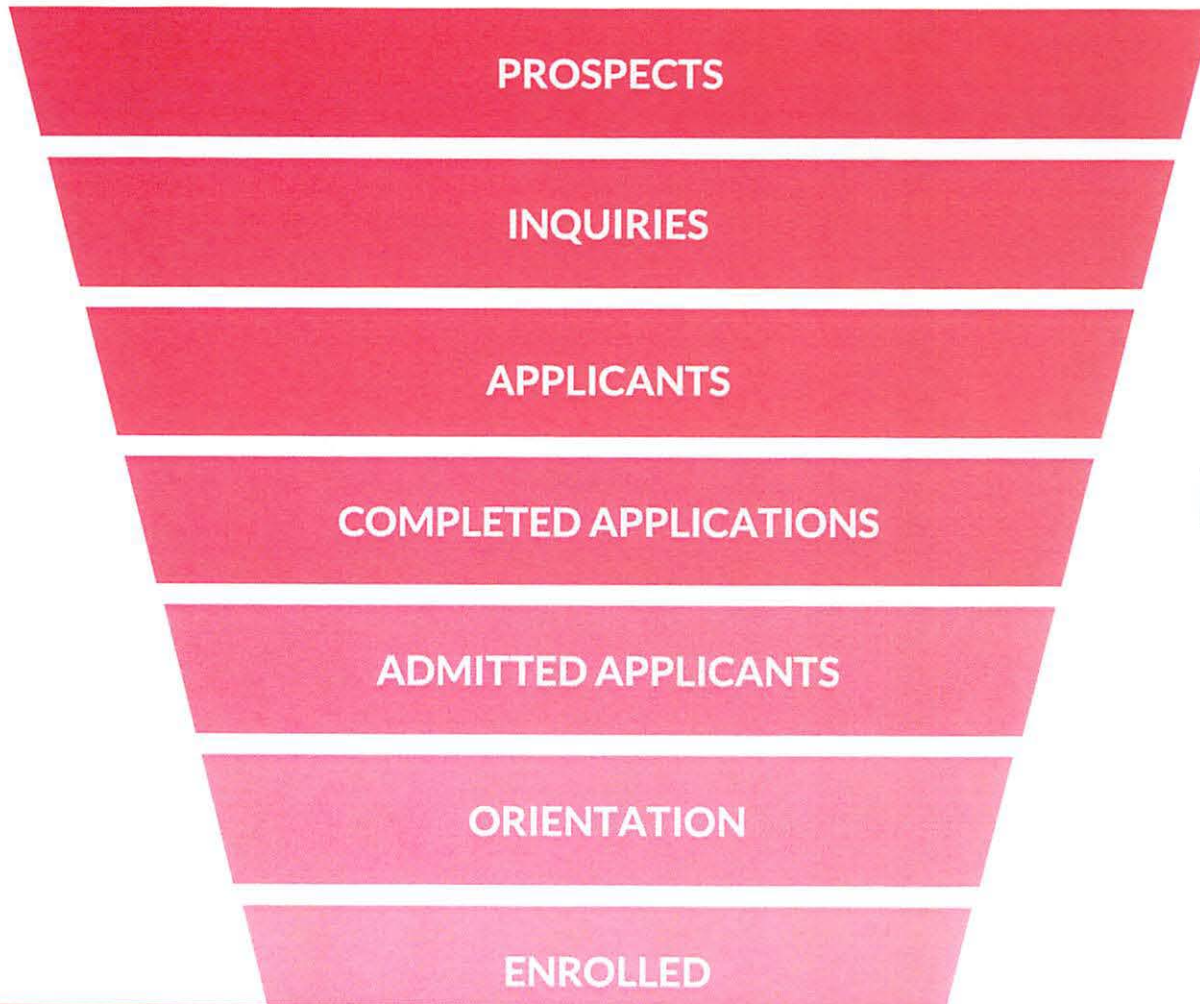 PROSPECTS
INQUIRIES
APPLICANTS
COMPLETED APPLICATIONS
ADMITTED APPLICANTS
ORIENTATION
ENROLLED